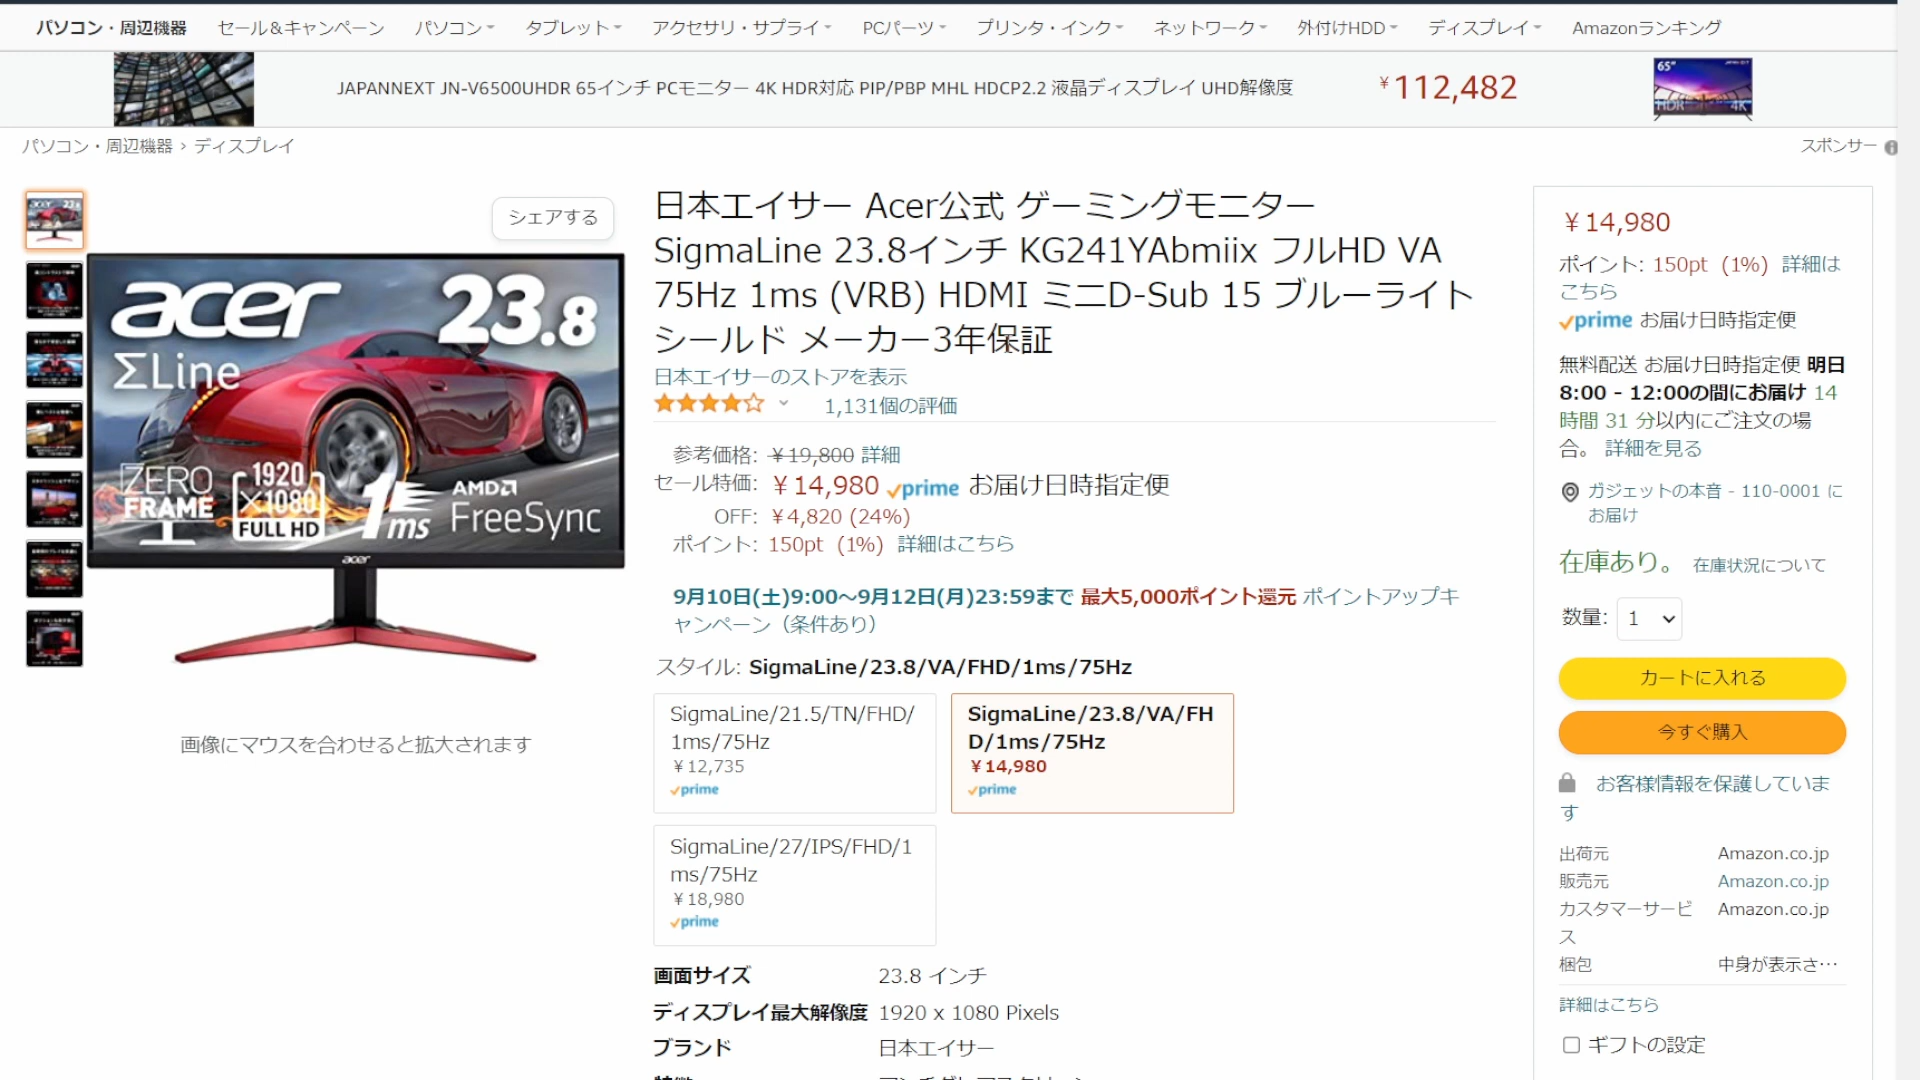 パソコン・周辺機器 セール&キャンペーン パソコン タブレット アクセサリ・サプライ PCパーツ プリンタ・インク ネットワーク 外付けHDD ディスプレイ Amazonランキング
JAPANNEXT JN-V6500UHDR 65インチ PCモニター 4K HDR対応 PIP/PBP MHL HDCP2.2 液晶ディスプレイ UHD解像度 ¥112,482
65"
HDR 4K
パソコン・周辺機器 › ディスプレイ
スポンサー
シェアする
acer 23.8
ΣLine
ZERO FRAME
1920 x1080 FULL HD
1ms
AMD FreeSync
acer
画像にマウスを合わせると拡大されます
日本エイサー Acer公式 ゲーミングモニター
SigmaLine 23.8インチ KG241YAbmiix フルHD VA
75Hz 1ms (VRB) HDMI ミニD-Sub 15 ブルーライト
シールド メーカー3年保証
日本エイサーのストアを表示
1,131個の評価
参考価格: ¥19,800 詳細
セール特価: ¥14,980 prime お届け日時指定便
OFF: ¥4,820 (24%)
ポイント: 150pt (1%) 詳細はこちら
9月10日(土)9:00～9月12日(月)23:59まで 最大5,000ポイント還元 ポイントアップキ
ャンペーン（条件あり）
スタイル: SigmaLine/23.8/VA/FHD/1ms/75Hz
SigmaLine/21.5/TN/FHD/
1ms/75Hz
¥12,735
prime
SigmaLine/23.8/VA/FH
D/1ms/75Hz
¥14,980
prime
SigmaLine/27/IPS/FHD/1
ms/75Hz
¥18,980
prime
画面サイズ 23.8 インチ
ディスプレイ最大解像度 1920 x 1080 Pixels
ブランド 日本エイサー
¥14,980
ポイント: 150pt (1%) 詳細は
こちら
prime お届け日時指定便
無料配送 お届け日時指定便 明日
8:00 - 12:00の間にお届け 14
時間 31 分以内にご注文の場
合。 詳細を見る
ガジェットの本音 - 110-0001 に
お届け
在庫あり。 在庫状況について
数量: 1
カートに入れる
今すぐ購入
お客様情報を保護していま
す
出荷元 Amazon.co.jp
販売元 Amazon.co.jp
カスタマーサービ
ス Amazon.co.jp
梱包 中身が表示さ…
詳細はこちら
ギフトの設定